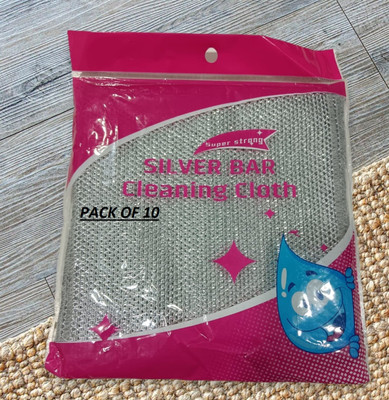 Super strong
SILVER BAR
Cleaning Cloth
PACK OF 10